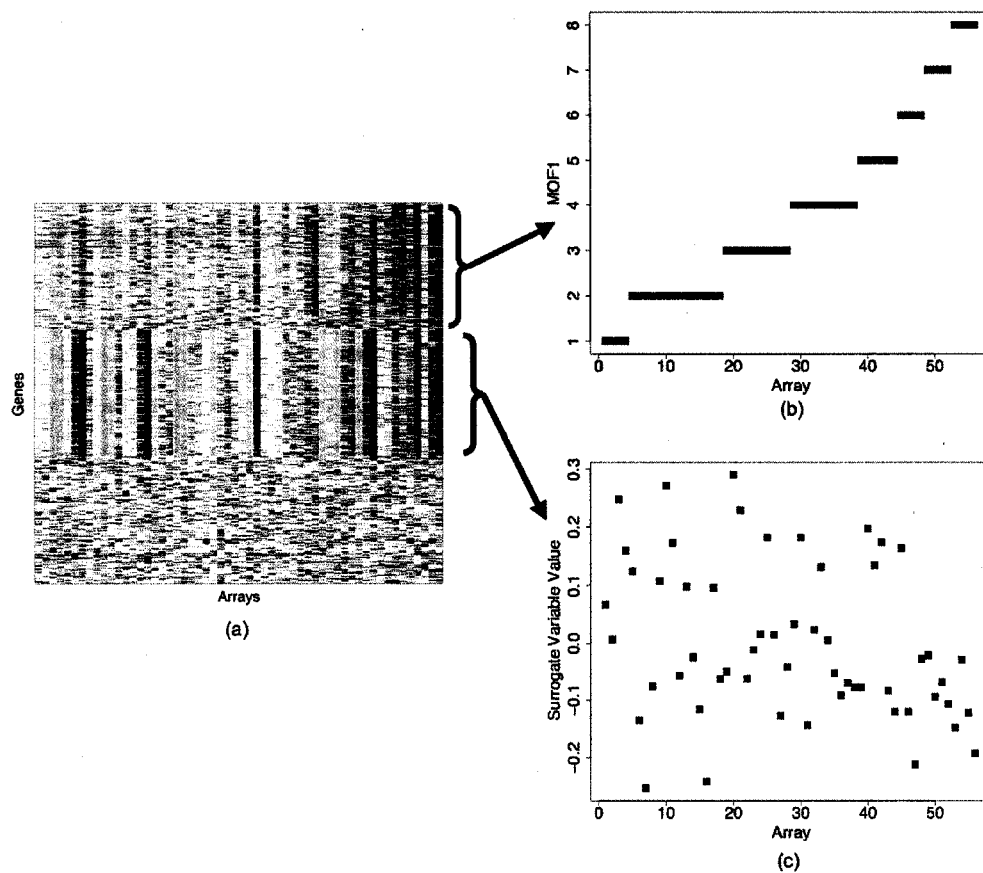 Genes
Arrays
(a)
MOF1
1 2 3 4 5 6 7 8
0 10 20 30 40 50
Array
(b)
Surrogate Variable Value
−0.2 −0.1 0.0 0.1 0.2 0.3
0 10 20 30 40 50
Array
(c)